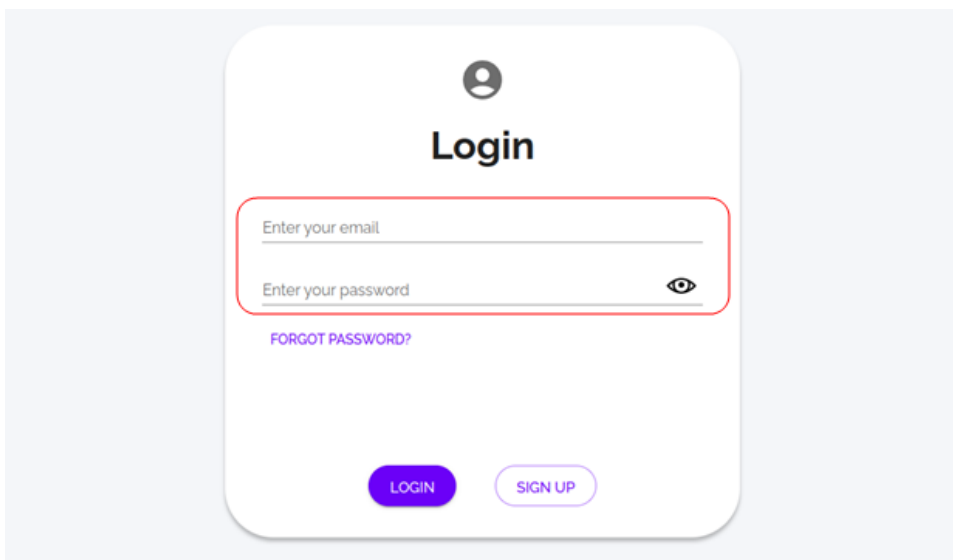 Login
Enter your email
Enter your password
FORGOT PASSWORD?
LOGIN SIGN UP